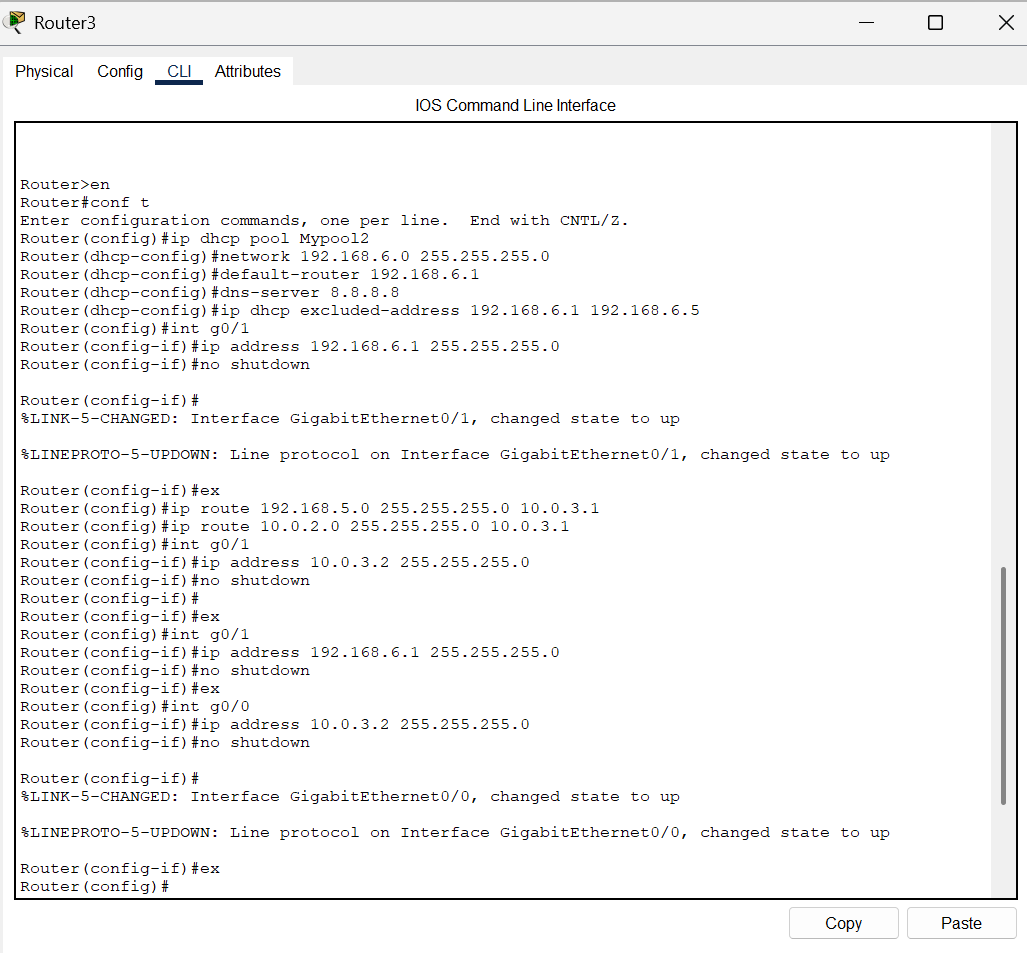 Router3
Physical Config CLI Attributes
IOS Command Line Interface
Router>en
Router#conf t
Enter configuration commands, one per line.  End with CNTL/Z.
Router(config)#ip dhcp pool Mypool2
Router(dhcp-config)#network 192.168.6.0 255.255.255.0
Router(dhcp-config)#default-router 192.168.6.1
Router(dhcp-config)#dns-server 8.8.8.8
Router(dhcp-config)#ip dhcp excluded-address 192.168.6.1 192.168.6.5
Router(config)#int g0/1
Router(config-if)#ip address 192.168.6.1 255.255.255.0
Router(config-if)#no shutdown
Router(config-if)#
%LINK-5-CHANGED: Interface GigabitEthernet0/1, changed state to up
%LINEPROTO-5-UPDOWN: Line protocol on Interface GigabitEthernet0/1, changed state to up
Router(config-if)#ex
Router(config)#ip route 192.168.5.0 255.255.255.0 10.0.3.1
Router(config)#ip route 10.0.2.0 255.255.255.0 10.0.3.1
Router(config)#int g0/1
Router(config-if)#ip address 10.0.3.2 255.255.255.0
Router(config-if)#no shutdown
Router(config-if)#
Router(config-if)#ex
Router(config)#int g0/1
Router(config-if)#ip address 192.168.6.1 255.255.255.0
Router(config-if)#no shutdown
Router(config-if)#ex
Router(config)#int g0/0
Router(config-if)#ip address 10.0.3.2 255.255.255.0
Router(config-if)#no shutdown
Router(config-if)#
%LINK-5-CHANGED: Interface GigabitEthernet0/0, changed state to up
%LINEPROTO-5-UPDOWN: Line protocol on Interface GigabitEthernet0/0, changed state to up
Router(config-if)#ex
Router(config)#
Copy Paste